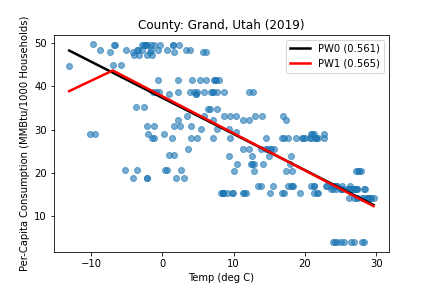 County: Grand, Utah (2019)
PW0 (0.561)
PW1 (0.565)
Per-Capita Consumption (MMBtu/1000 Households)
50
40
30
20
10
−10 0 10 20 30
Temp (deg C)